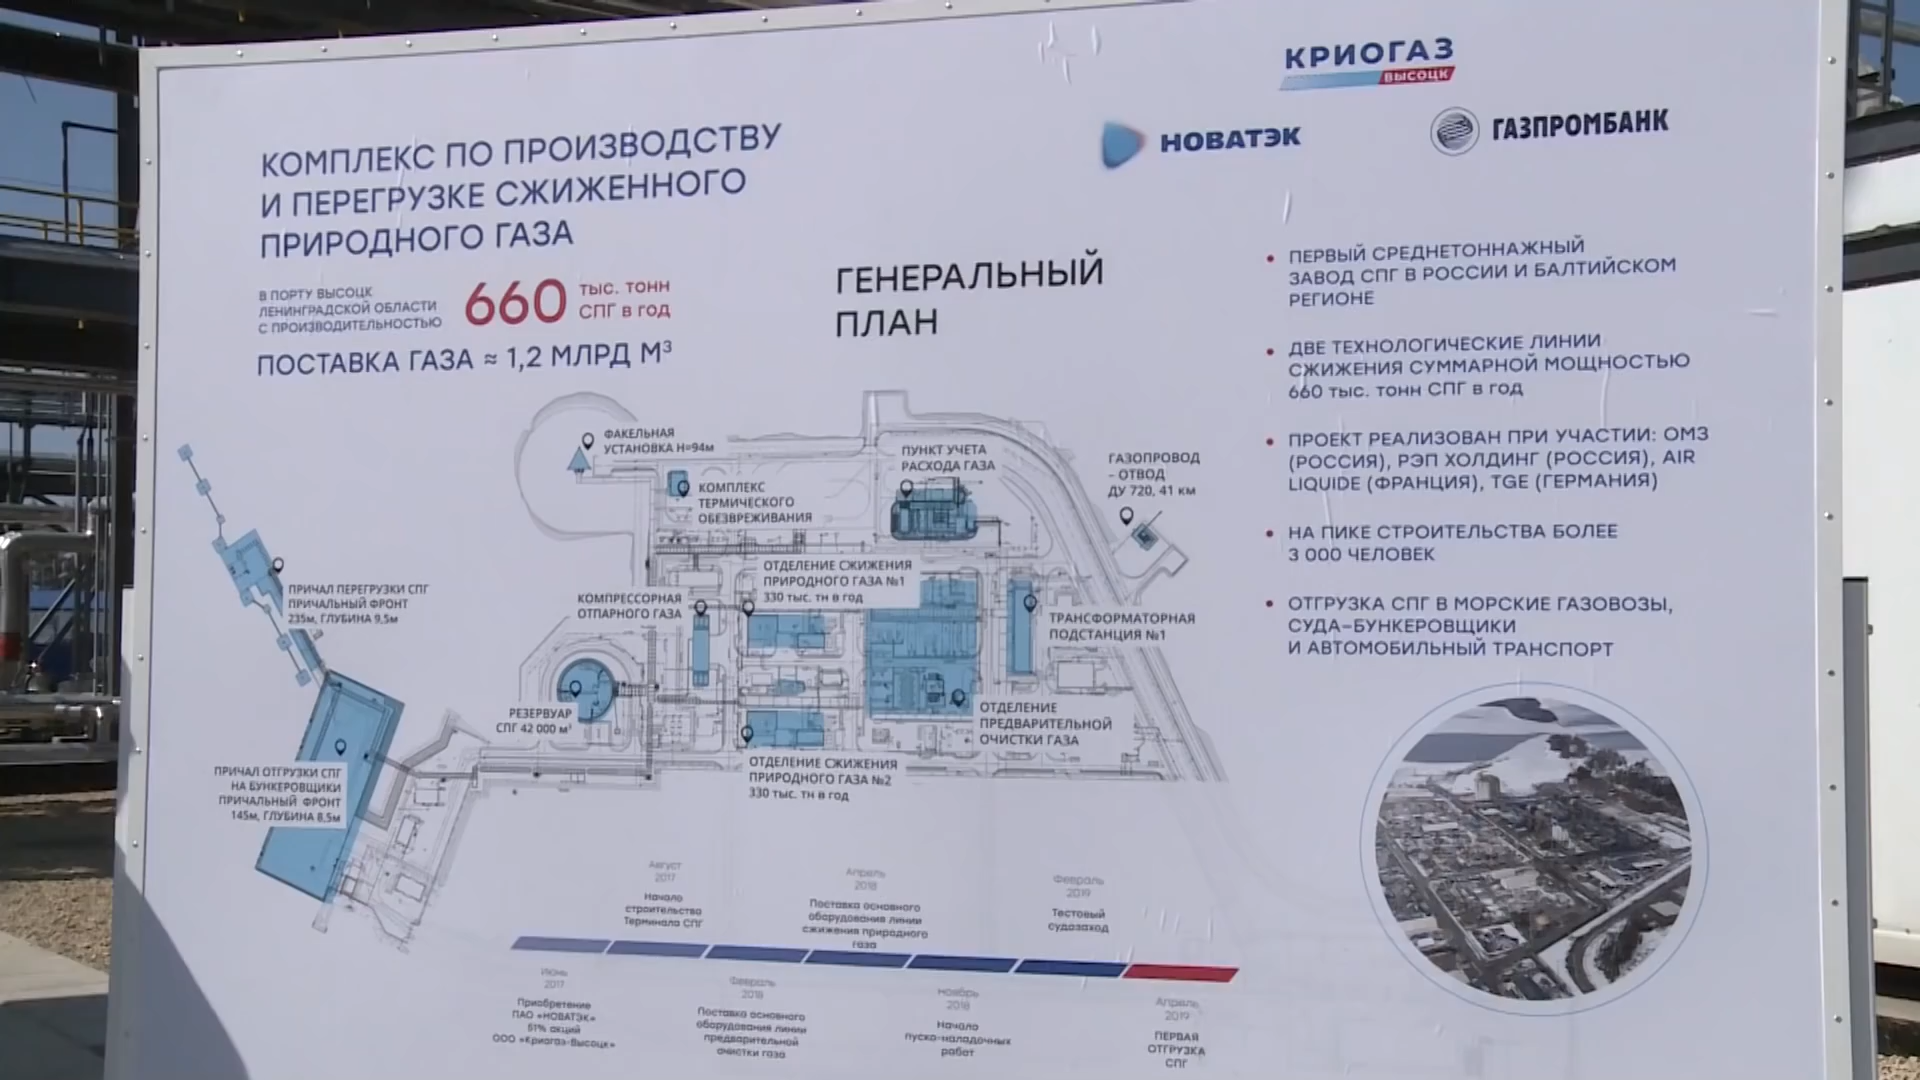 КРИОГАЗ
ВЫСОЦК
НОВАТЭК
ГАЗПРОМБАНК
КОМПЛЕКС ПО ПРОИЗВОДСТВУ
И ПЕРЕГРУЗКЕ СЖИЖЕННОГО
ПРИРОДНОГО ГАЗА
В ПОРТУ ВЫСОЦК
ЛЕНИНГРАДСКОЙ ОБЛАСТИ
С ПРОИЗВОДИТЕЛЬНОСТЬЮ
660
ТЫС. ТОНН
СПГ В ГОД
ПОСТАВКА ГАЗА ≈ 1,2 МЛРД М³
ГЕНЕРАЛЬНЫЙ
ПЛАН
• ПЕРВЫЙ СРЕДНЕТОННАЖНЫЙ
ЗАВОД СПГ В РОССИИ И БАЛТИЙСКОМ
РЕГИОНЕ
• ДВЕ ТЕХНОЛОГИЧЕСКИЕ ЛИНИИ
СЖИЖЕНИЯ СУММАРНОЙ МОЩНОСТЬЮ
660 тыс. тонн СПГ в год
• ПРОЕКТ РЕАЛИЗОВАН ПРИ УЧАСТИИ: ОМЗ
(РОССИЯ), РЭП ХОЛДИНГ (РОССИЯ), AIR
LIQUIDE (ФРАНЦИЯ), TGE (ГЕРМАНИЯ)
• НА ПИКЕ СТРОИТЕЛЬСТВА БОЛЕЕ
3 000 ЧЕЛОВЕК
• ОТГРУЗКА СПГ В МОРСКИЕ ГАЗОВОЗЫ,
СУДА-БУНКЕРОВЩИКИ
И АВТОМОБИЛЬНЫЙ ТРАНСПОРТ
ФАКЕЛЬНАЯ
УСТАНОВКА H=94м
КОМПЛЕКС
ТЕРМИЧЕСКОГО
ОБЕЗВРЕЖИВАНИЯ
ПУНКТ УЧЕТА
РАСХОДА ГАЗА
ГАЗОПРОВОД
- ОТВОД
ДУ 720, 41 КМ
ОТДЕЛЕНИЕ СЖИЖЕНИЯ
ПРИРОДНОГО ГАЗА №1
330 тыс. тн в год
КОМПРЕССОРНАЯ
ОТПАРНОГО ГАЗА
ТРАНСФОРМАТОРНАЯ
ПОДСТАНЦИЯ №1
ПРИЧАЛ ПЕРЕГРУЗКИ СПГ
ПРИЧАЛЬНЫЙ ФРОНТ
235м, ГЛУБИНА 9,5м
РЕЗЕРВУАР
СПГ 42 000 м³
ОТДЕЛЕНИЕ
ПРЕДВАРИТЕЛЬНОЙ
ОЧИСТКИ ГАЗА
ОТДЕЛЕНИЕ СЖИЖЕНИЯ
ПРИРОДНОГО ГАЗА №2
330 тыс. тн в год
ПРИЧАЛ ОТГРУЗКИ СПГ
НА БУНКЕРОВЩИКИ
ПРИЧАЛЬНЫЙ ФРОНТ
145м, ГЛУБИНА 8,5м
Август
2017
Начало
строительства
Терминала СПГ
Апрель
2018
Поставка основного
оборудования линии
сжижения природного
газа
Февраль
2019
Тестовый
судозаход
Июнь
2017
Приобретение
ПАО «НОВАТЭК»
51% акций
ООО «Криогаз-Высоцк»
Февраль
2018
Поставка основного
оборудования линии
предварительной
очистки газа
Ноябрь
2018
Начало
пуско-наладочных
работ
Апрель
2019
ПЕРВАЯ
ОТГРУЗКА
СПГ